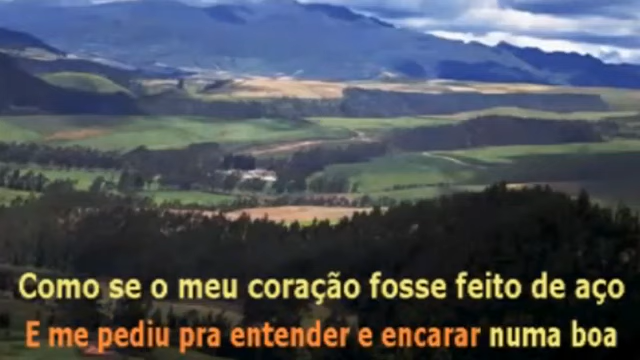 Como se o meu coração fosse feito de aço
E me pediu pra entender e encarar numa boa